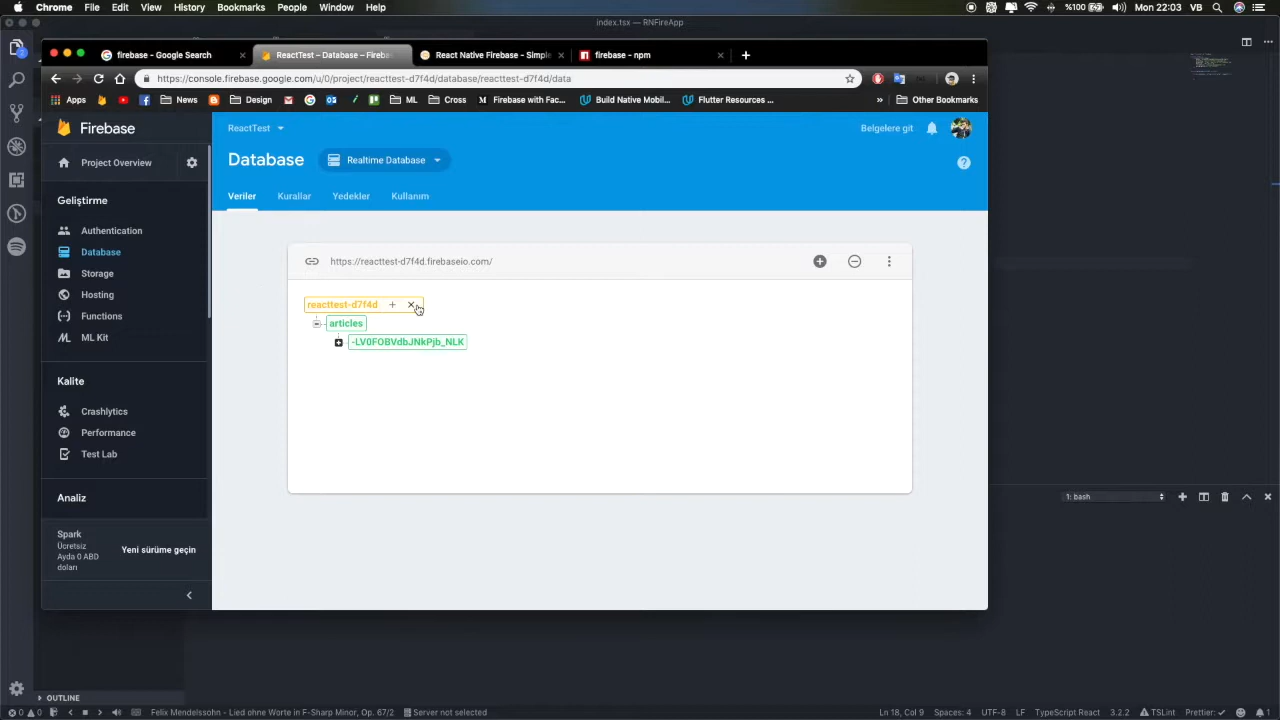 Chrome File Edit View History Bookmarks People Window Help
%100 Mon 22:03 VB
index.tsx — RNFireApp
firebase - Google Search
ReactTest – Database – Fireba
React Native Firebase - Simple
firebase - npm
https://console.firebase.google.com/u/0/project/reacttest-d7f4d/database/reacttest-d7f4d/data
Apps News Design ML Cross Firebase with Fac... Build Native Mobil... Flutter Resources ... » Other Bookmarks
Firebase
ReactTest
Belgelere git
Project Overview
Database
Realtime Database
Veriler Kurallar Yedekler Kullanım
Geliştirme
Authentication
Database
Storage
Hosting
Functions
ML Kit
Kalite
Crashlytics
Performance
Test Lab
Analiz
Spark
Ücretsiz
Ayda 0 ABD
doları
Yeni sürüme geçin
https://reacttest-d7f4d.firebaseio.com/
reacttest-d7f4d
articles
-LV0FOBVdbJNkPjb_NLK
1: bash
OUTLINE
0 0 Felix Mendelssohn - Lied ohne Worte in F-Sharp Minor, Op. 67/2 Server not selected
Ln 18, Col 9 Spaces: 4 UTF-8 LF TypeScript React 3.2.2 TSLint Prettier: ✓ 1